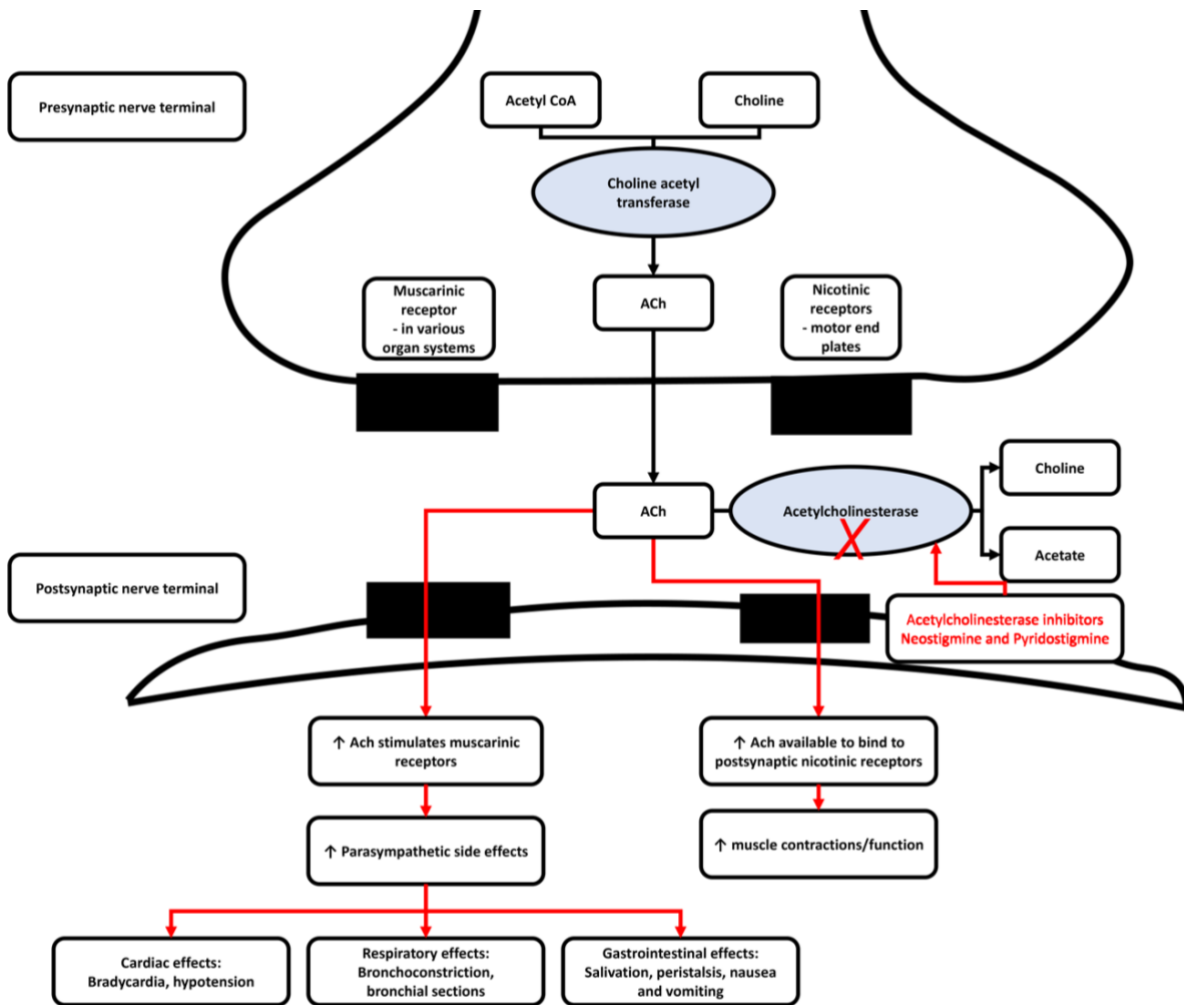 Presynaptic nerve terminal
Acetyl CoA
Choline
Choline acetyl
transferase
Muscarinic
receptor
- in various
organ systems
ACh
Nicotinic
receptors
- motor end
plates
ACh
Acetylcholinesterase
X
Choline
Acetate
Postsynaptic nerve terminal
Acetylcholinesterase inhibitors
Neostigmine and Pyridostigmine
↑ Ach stimulates muscarinic
receptors
↑ Ach available to bind to
postsynaptic nicotinic receptors
↑ Parasympathetic side effects
↑ muscle contractions/function
Cardiac effects:
Bradycardia, hypotension
Respiratory effects:
Bronchoconstriction,
bronchial sections
Gastrointestinal effects:
Salivation, peristalsis, nausea
and vomiting